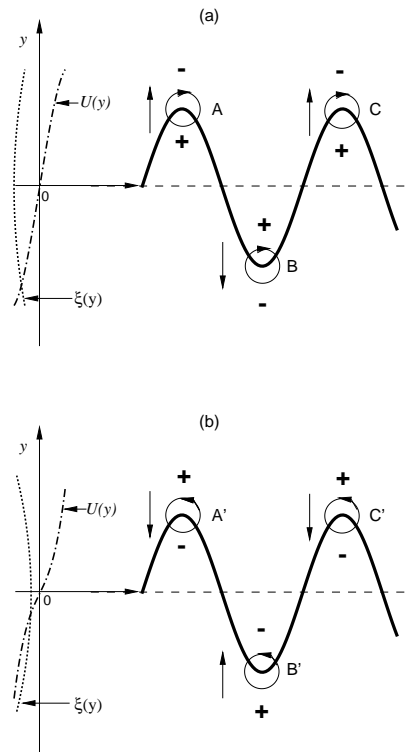 (a)
y
- -
A C
U(y)
+ +
0
+
B
ξ(y)
-
(b)
y
+ +
U(y) A' C'
- -
0
-
B'
ξ(y) +